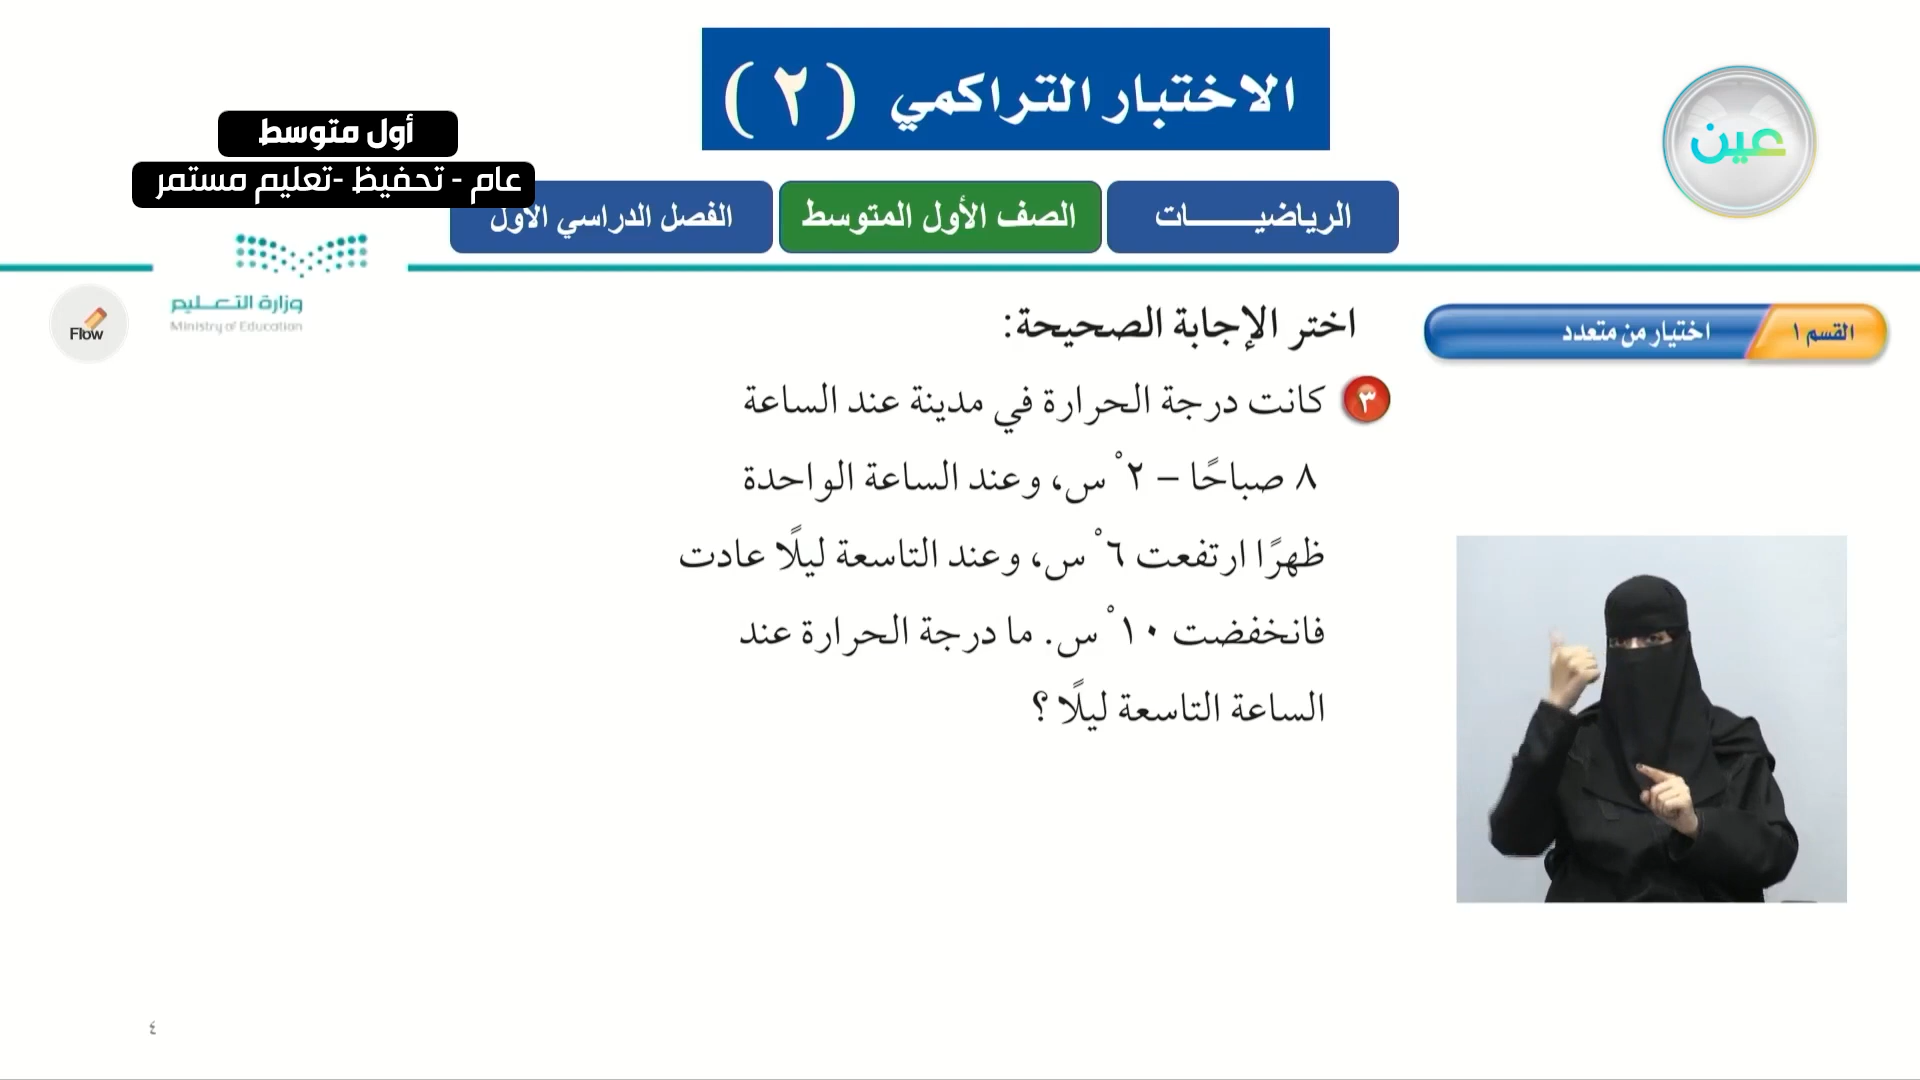 الاختبار التراكمي ( ٢ )
عين
أول متوسط
عام - تحفيظ -تعليم مستمر
الرياضيـــــــــات
الصف الأول المتوسط
الفصل الدراسي الأول
وزارة التعـــليم
Ministry of Education
Flow
القسم ١
اختيار من متعدد
اختر الإجابة الصحيحة:
٣ كانت درجة الحرارة في مدينة عند الساعة
٨ صباحًا – ٢ ْ س، وعند الساعة الواحدة
ظهرًا ارتفعت ٦ ْ س، وعند التاسعة ليلًا عادت
فانخفضت ١٠ ْ س. ما درجة الحرارة عند
الساعة التاسعة ليلًا ؟
٤